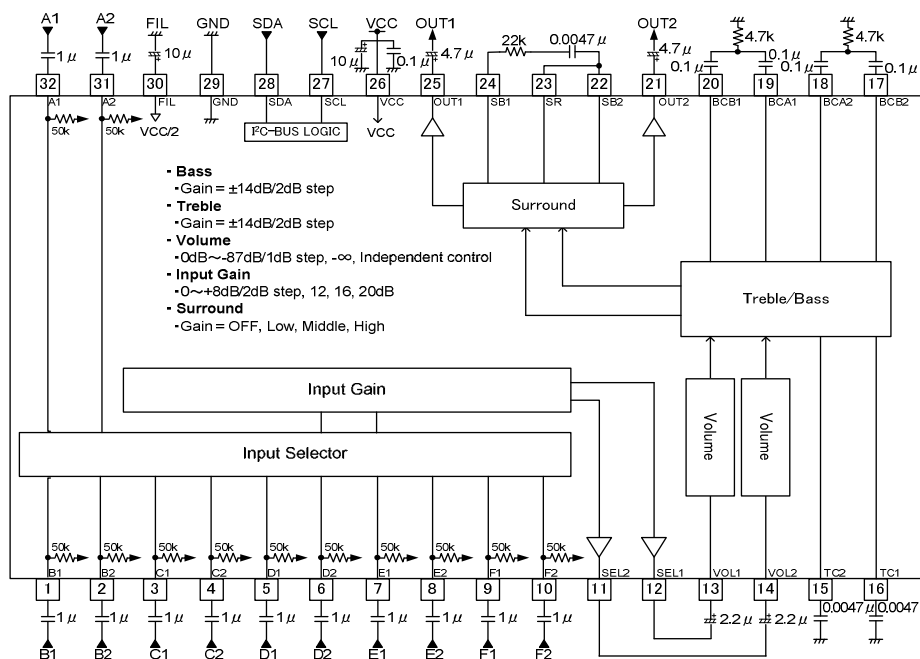 A1 A2 FIL GND SDA SCL VCC OUT1 OUT2
4.7k 4.7k
22k 0.0047μ
1μ 1μ 10μ 10μ 0.1μ 4.7μ 4.7μ 0.1μ 0.1μ 0.1μ 0.1μ
32 31 30 29 28 27 26 25 24 23 22 21 20 19 18 17
A1 A2 FIL GND SDA SCL VCC OUT1 SB1 SR SB2 OUT2 BCB1 BCA1 BCA2 BCB2
50k 50k VCC/2 I²C-BUS LOGIC VCC
・Bass
-Gain = ±14dB/2dB step
・Treble
-Gain = ±14dB/2dB step
・Volume
-0dB～-87dB/1dB step, -∞, Independent control
・Input Gain
-0～+8dB/2dB step, 12, 16, 20dB
・Surround
-Gain = OFF, Low, Middle, High
Surround
Treble/Bass
Input Gain
Volume Volume
Input Selector
50k 50k 50k 50k 50k 50k 50k 50k 50k 50k
B1 B2 C1 C2 D1 D2 E1 E2 F1 F2 SEL2 SEL1 VOL1 VOL2 TC2 TC1
1 2 3 4 5 6 7 8 9 10 11 12 13 14 15 16
1μ 1μ 1μ 1μ 1μ 1μ 1μ 1μ 1μ 1μ 2.2μ 2.2μ 0.0047μ 0.0047μ
B1 B2 C1 C2 D1 D2 E1 E2 F1 F2